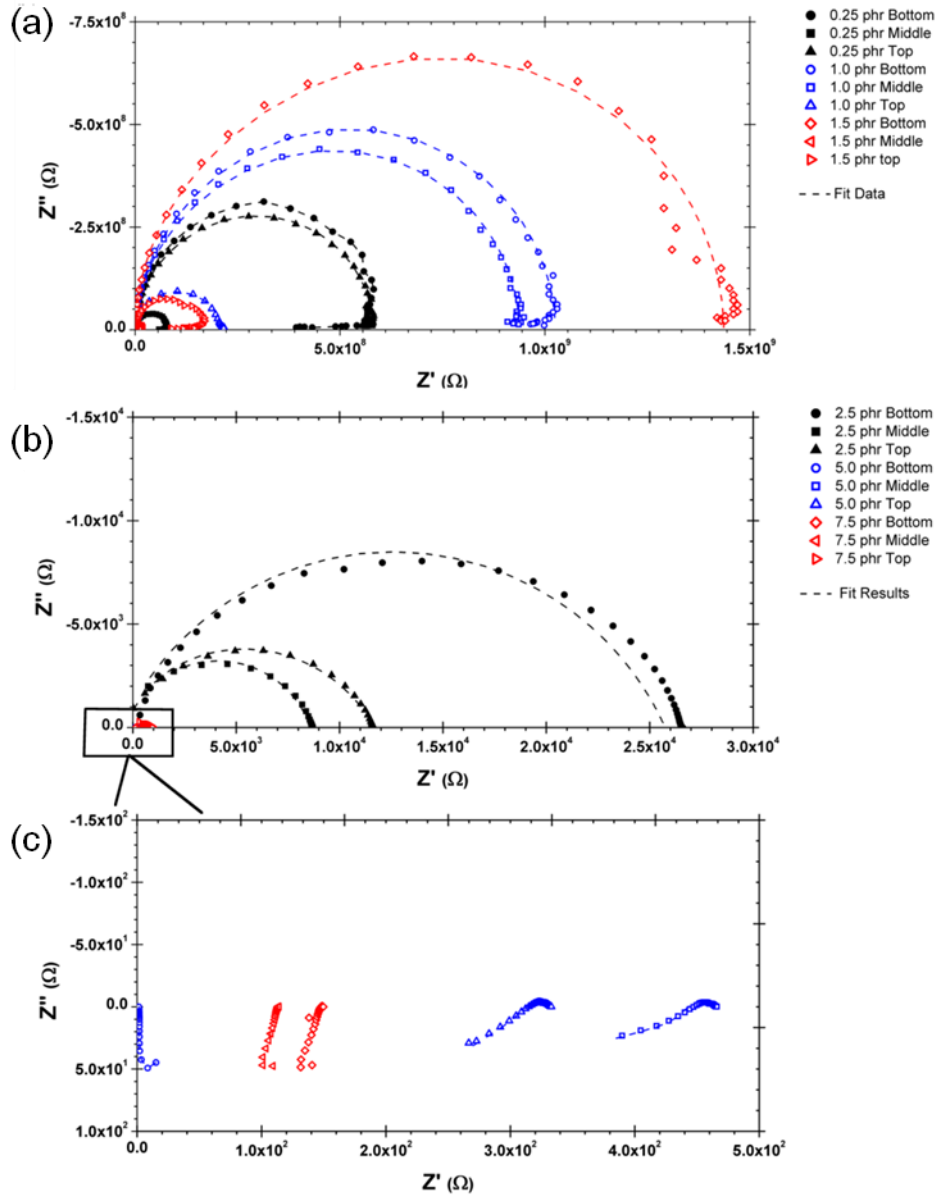 (a)
-7.5x10⁸
-5.0x10⁸
-2.5x10⁸
0.0
Z'' (Ω)
0.0
5.0x10⁸
1.0x10⁹
1.5x10⁹
Z' (Ω)
0.25 phr Bottom
0.25 phr Middle
0.25 phr Top
1.0 phr Bottom
1.0 phr Middle
1.0 phr Top
1.5 phr Bottom
1.5 phr Middle
1.5 phr top
Fit Data
(b)
-1.5x10⁴
-1.0x10⁴
-5.0x10³
0.0
Z'' (Ω)
0.0
5.0x10³
1.0x10⁴
1.5x10⁴
2.0x10⁴
2.5x10⁴
3.0x10⁴
Z' (Ω)
2.5 phr Bottom
2.5 phr Middle
2.5 phr Top
5.0 phr Bottom
5.0 phr Middle
5.0 phr Top
7.5 phr Bottom
7.5 phr Middle
7.5 phr Top
Fit Results
(c)
-1.5x10²
-1.0x10²
-5.0x10¹
0.0
5.0x10¹
1.0x10²
Z'' (Ω)
0.0
1.0x10²
2.0x10²
3.0x10²
4.0x10²
5.0x10²
Z' (Ω)